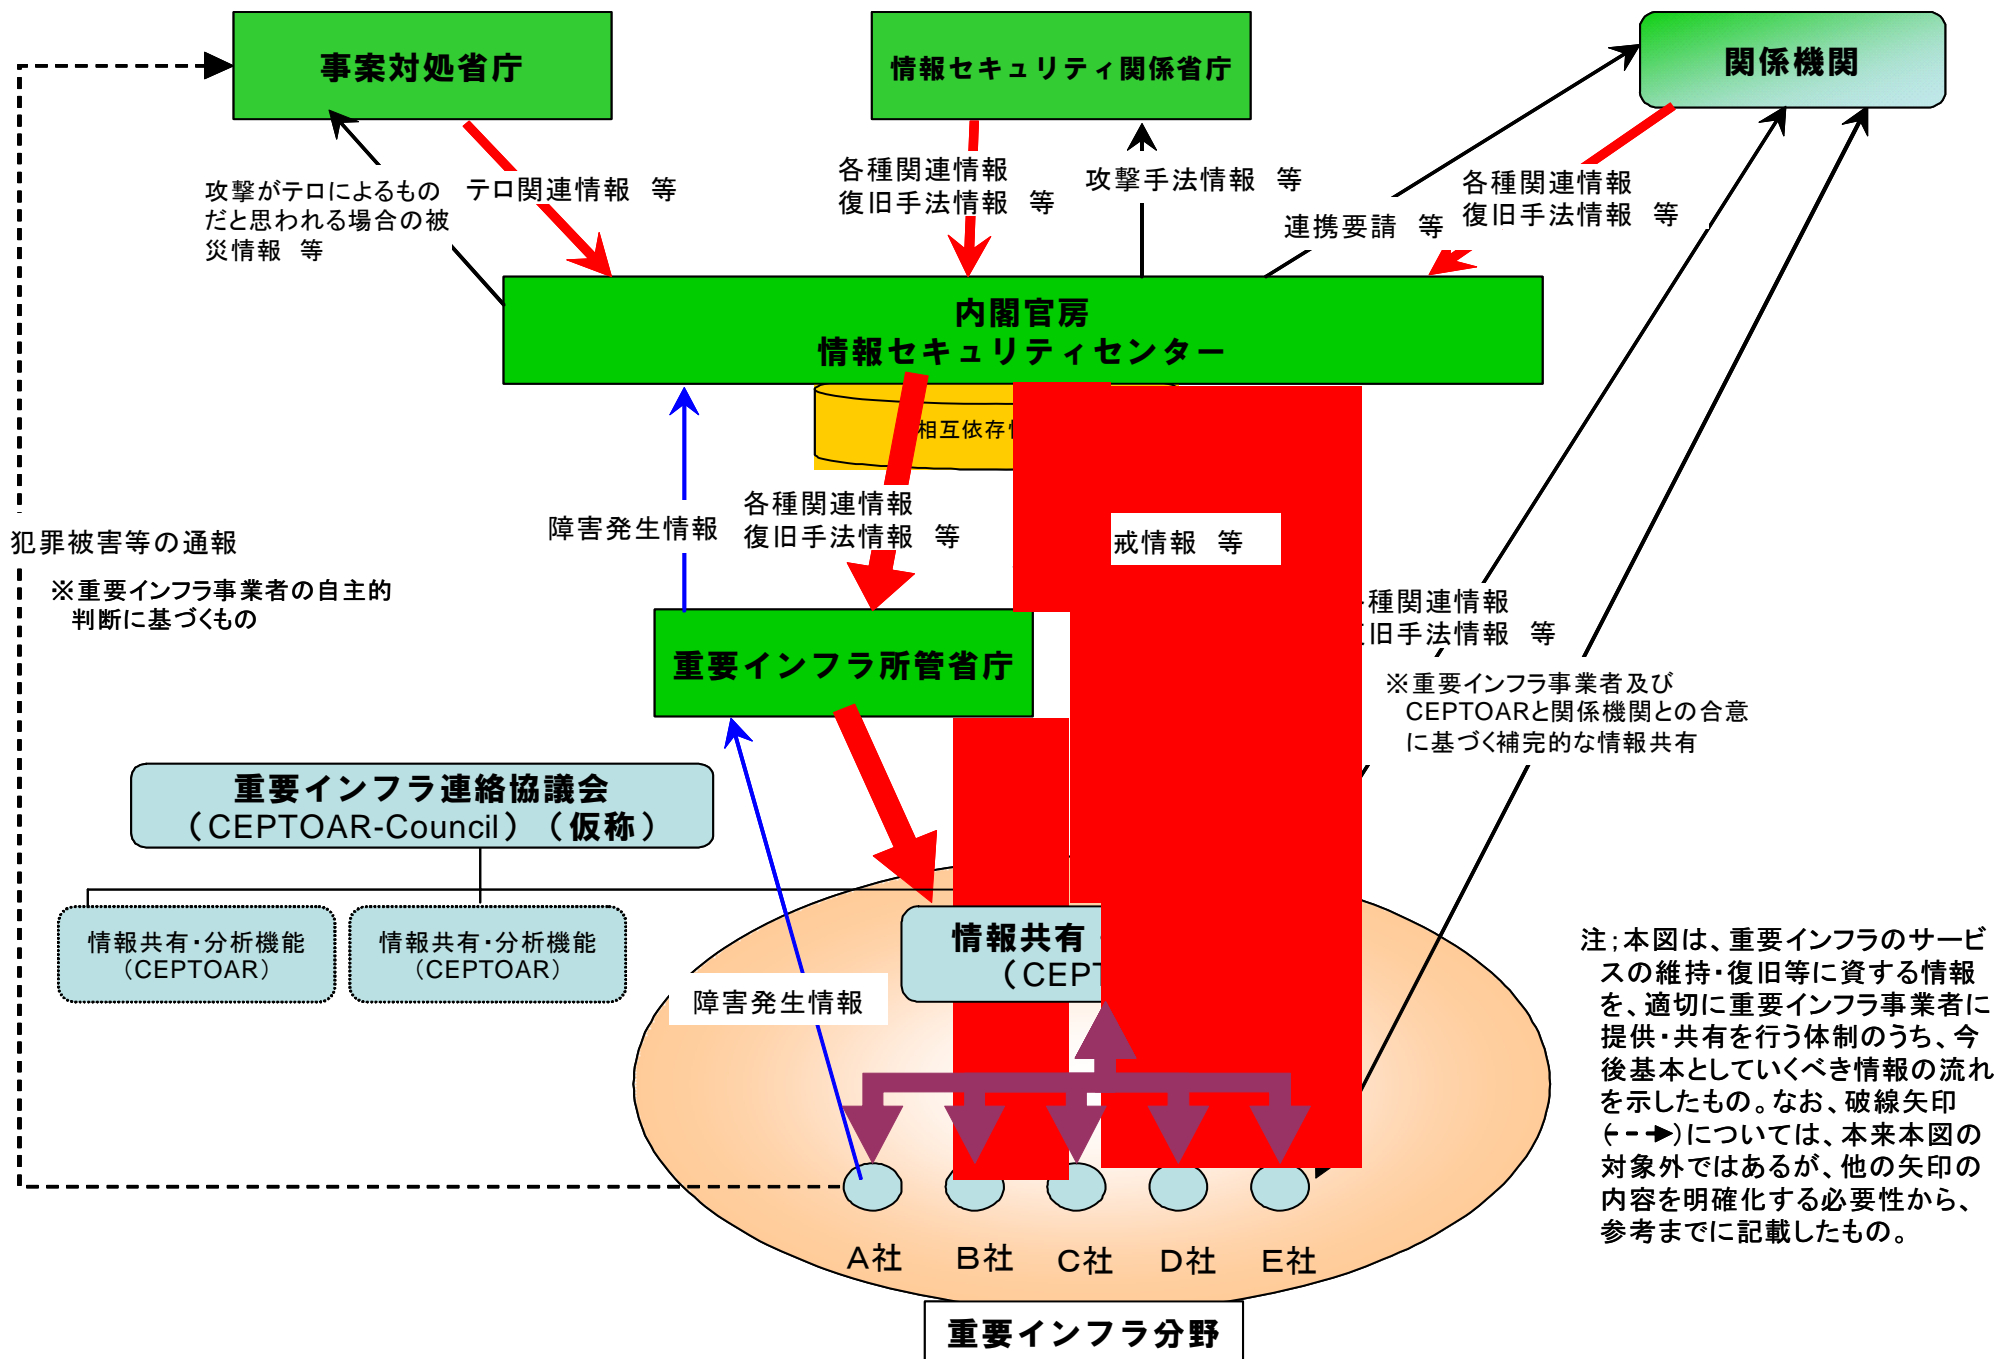 事案対処省庁
情報セキュリティ関係省庁
関係機関
攻撃がテロによるもの
だと思われる場合の被
災情報　等
テロ関連情報　等
各種関連情報
復旧手法情報　等
攻撃手法情報　等
連携要請　等
各種関連情報
復旧手法情報　等
内閣官房
情報セキュリティセンター
相互依存
障害発生情報
各種関連情報
復旧手法情報　等
戒情報　等
犯罪被害等の通報
※重要インフラ事業者の自主的
判断に基づくもの
種関連情報
旧手法情報　等
重要インフラ所管省庁
※重要インフラ事業者及び
CEPTOARと関係機関との合意
に基づく補完的な情報共有
重要インフラ連絡協議会
（CEPTOAR-Council）（仮称）
情報共有・分析機能
（CEPTOAR）
情報共有・分析機能
（CEPTOAR）
情報共有
（CEPT
障害発生情報
注；本図は、重要インフラのサービ
スの維持・復旧等に資する情報
を、適切に重要インフラ事業者に
提供・共有を行う体制のうち、今
後基本としていくべき情報の流れ
を示したもの。なお、破線矢印
（　）については、本来本図の
対象外ではあるが、他の矢印の
内容を明確化する必要性から、
参考までに記載したもの。
A社
B社
C社
D社
E社
重要インフラ分野